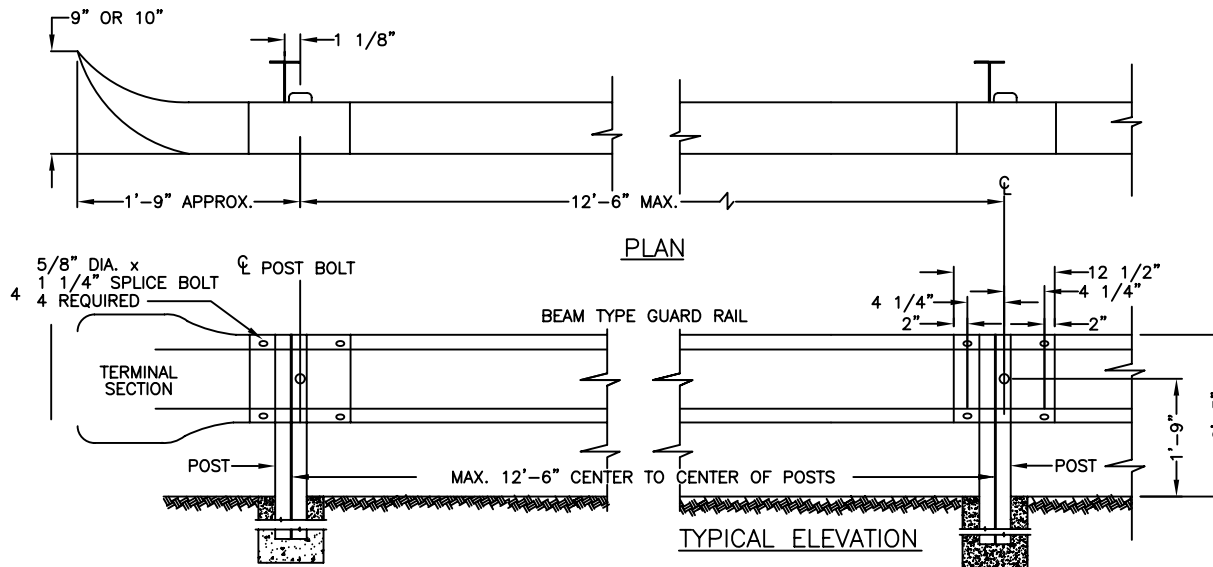 9" OR 10"
1 1/8"
1'-9" APPROX.
12'-6" MAX.
℄
PLAN
5/8" DIA. x
1 1/4" SPLICE BOLT
4 4 REQUIRED
℄ POST BOLT
BEAM TYPE GUARD RAIL
12 1/2"
4 1/4"
4 1/4"
2"
2"
TERMINAL
SECTION
1'-9"
POST
MAX. 12'-6" CENTER TO CENTER OF POSTS
POST
TYPICAL ELEVATION